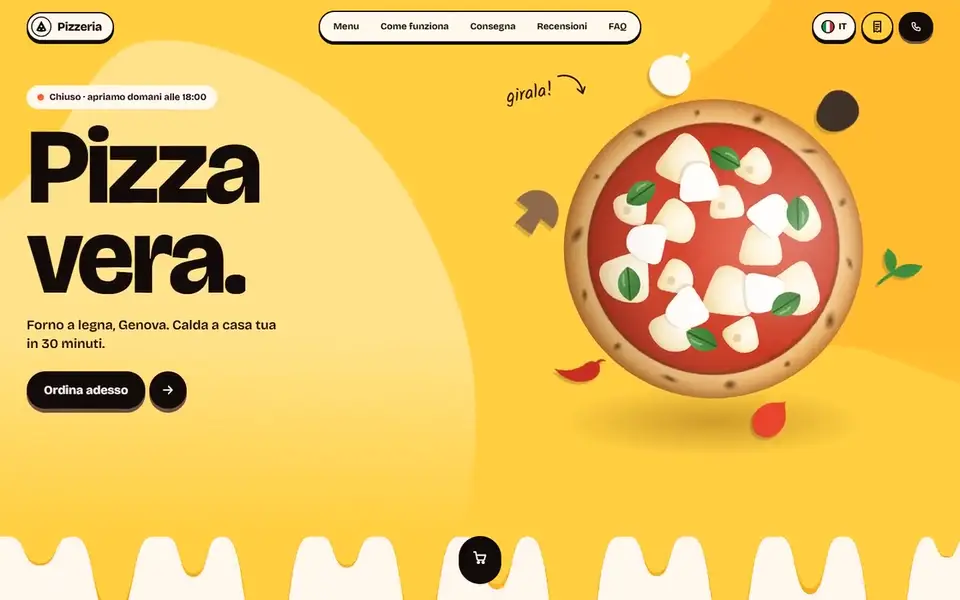 Pizzeria
Menu
Come funziona
Consegna
Recensioni
FAQ
IT
Chiuso · apriamo domani alle 18:00
girala!
Pizza
vera.
Forno a legna, Genova. Calda a casa tua
in 30 minuti.
Ordina adesso